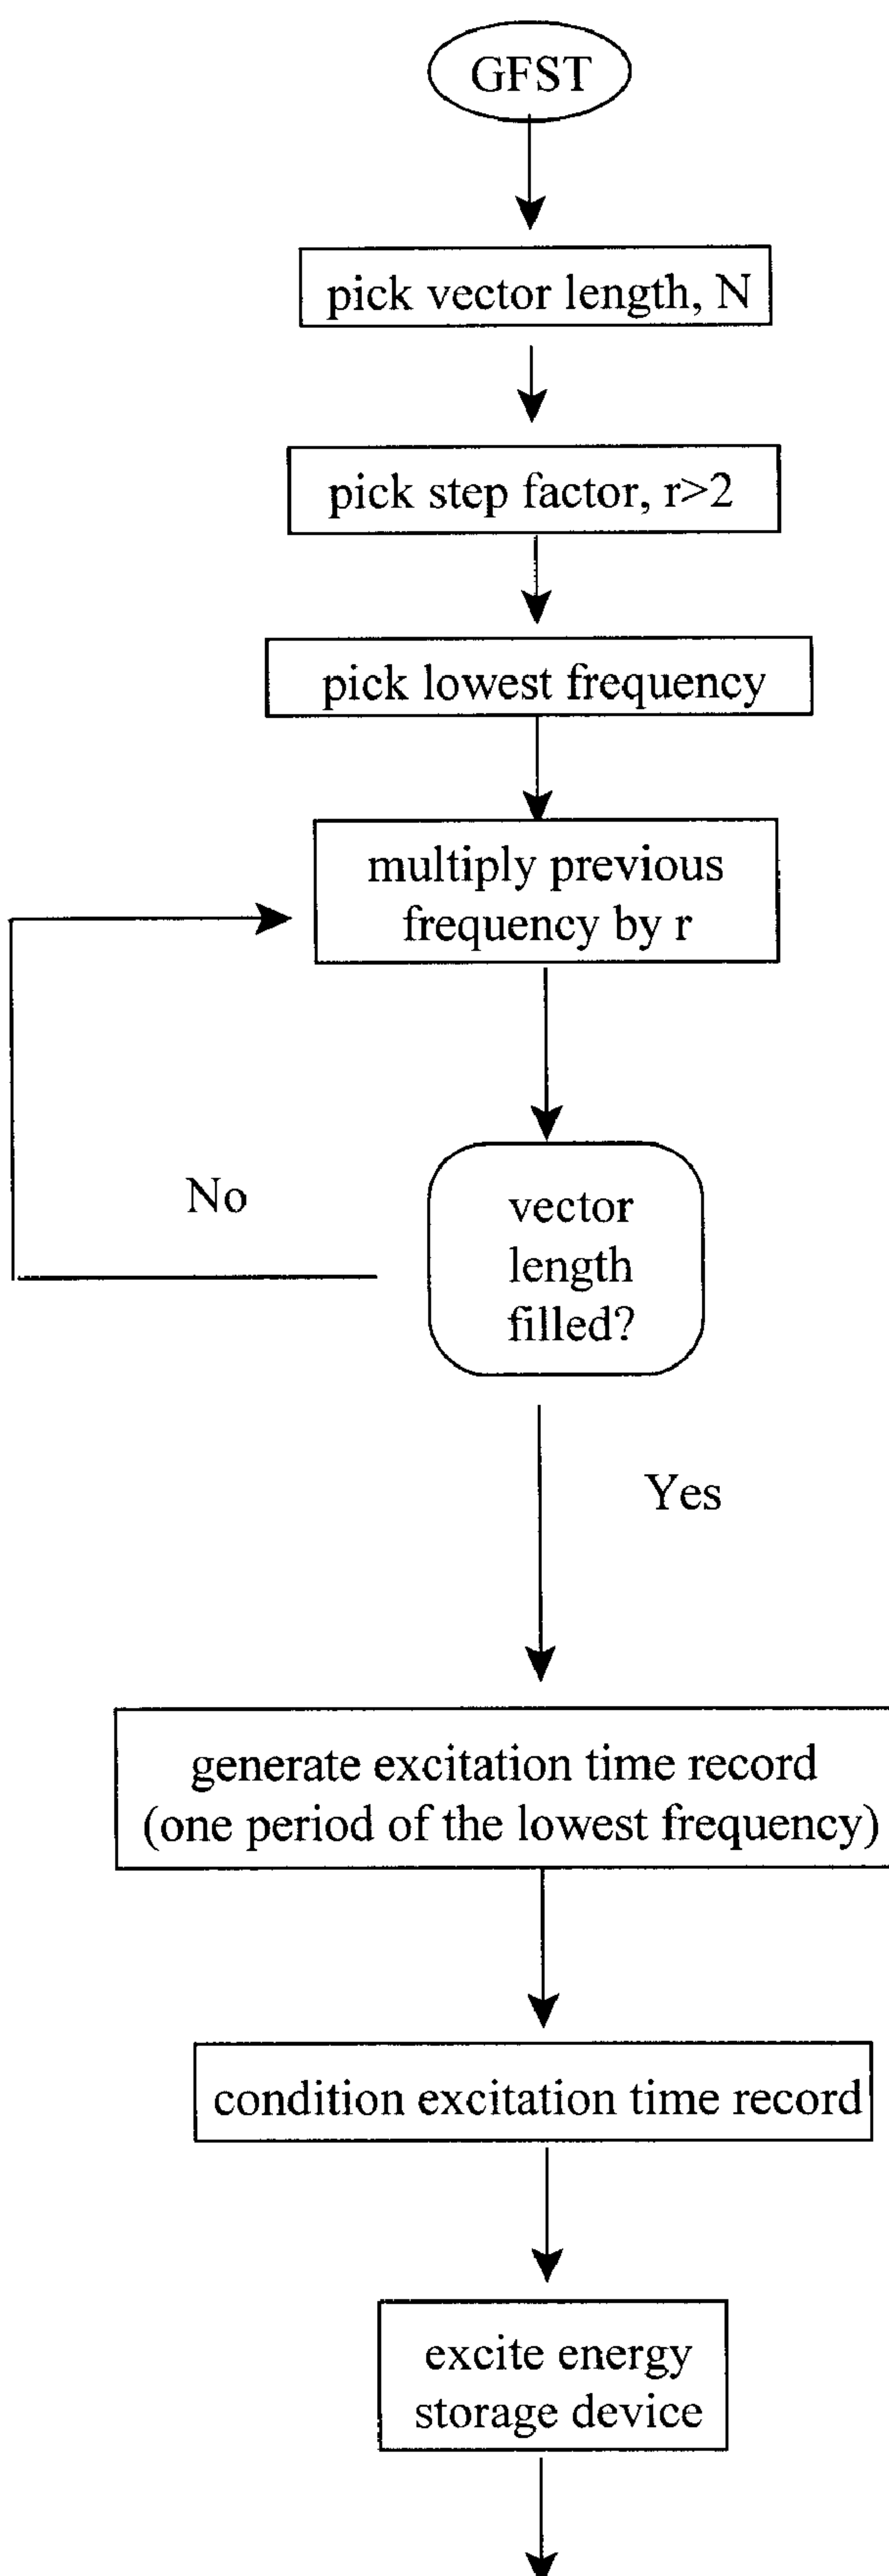 GFST
pick vector length, N
pick step factor, r>2
pick lowest frequency
multiply previous
frequency by r
No
vector
length
filled?
Yes
generate excitation time record
(one period of the lowest frequency)
condition excitation time record
excite energy
storage device